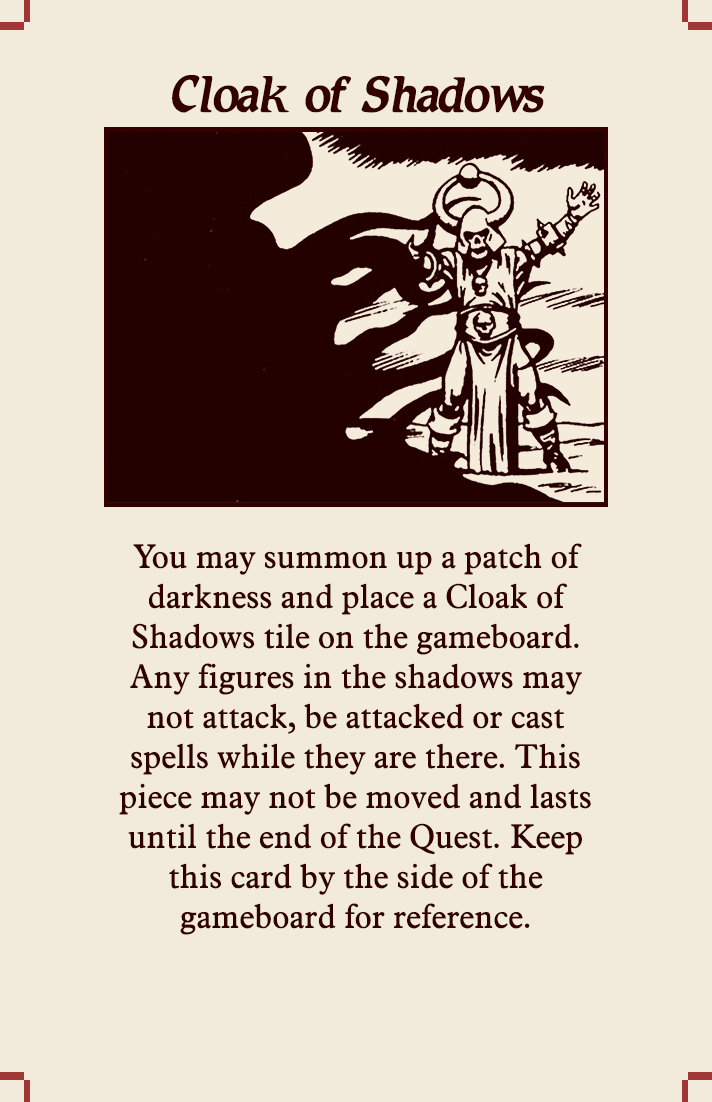 Cloak of Shadows
You may summon up a patch of
darkness and place a Cloak of
Shadows tile on the gameboard.
Any figures in the shadows may
not attack, be attacked or cast
spells while they are there. This
piece may not be moved and lasts
until the end of the Quest. Keep
this card by the side of the
gameboard for reference.